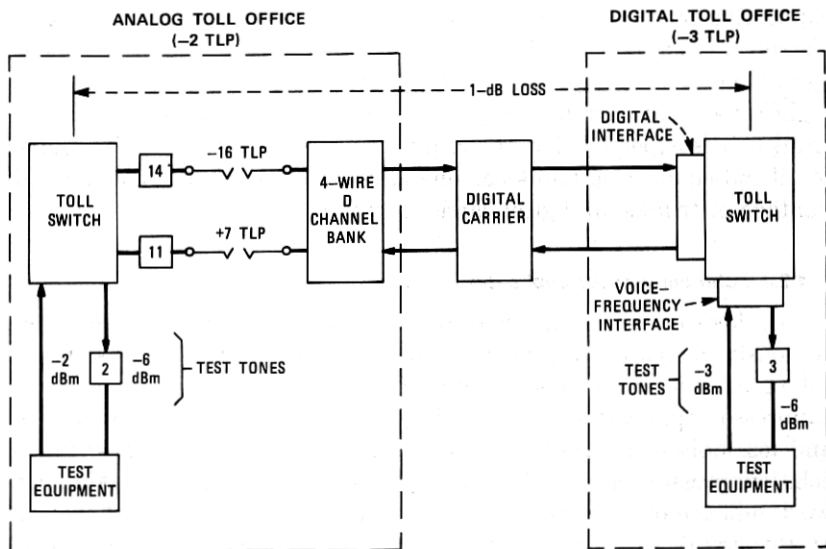 ANALOG TOLL OFFICE
(–2 TLP)
DIGITAL TOLL OFFICE
(–3 TLP)
1–dB LOSS
DIGITAL
INTERFACE
TOLL
SWITCH
14
–16 TLP
11
+7 TLP
4–WIRE
D
CHANNEL
BANK
DIGITAL
CARRIER
TOLL
SWITCH
VOICE–
FREQUENCY
INTERFACE
–2
dBm
2
–6
dBm
TEST TONES
TEST
EQUIPMENT
TEST
TONES
–3
dBm
3
–6
dBm
TEST
EQUIPMENT